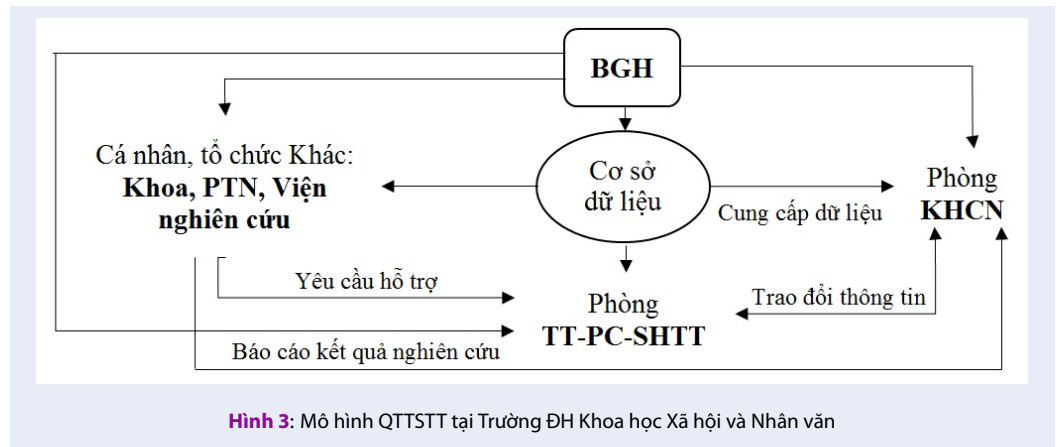 BGH
Cá nhân, tổ chức Khác:
Khoa, PTN, Viện
nghiên cứu
Cơ sở
dữ liệu
Cung cấp dữ liệu
Phòng
KHCN
Yêu cầu hỗ trợ
Phòng
TT-PC-SHTT
Trao đổi thông tin
Báo cáo kết quả nghiên cứu
Hình 3: Mô hình QTTSTT tại Trường ĐH Khoa học Xã hội và Nhân văn